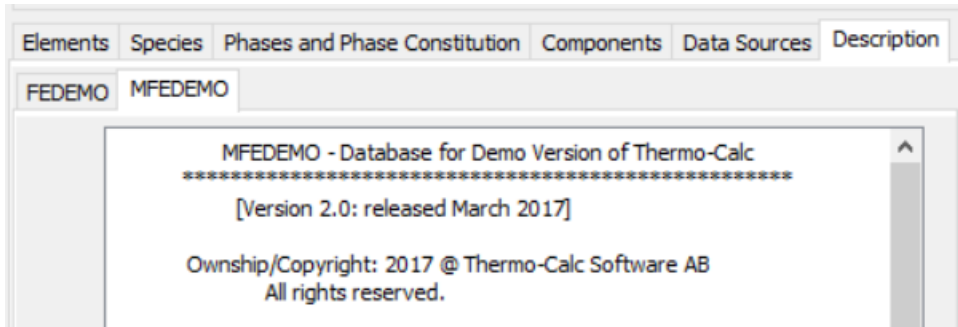 Elements Species Phases and Phase Constitution Components Data Sources Description
FEDEMO MFEDEMO
MFEDEMO - Database for Demo Version of Thermo-Calc
***************************************************
[Version 2.0: released March 2017]
Ownship/Copyright: 2017 @ Thermo-Calc Software AB
All rights reserved.